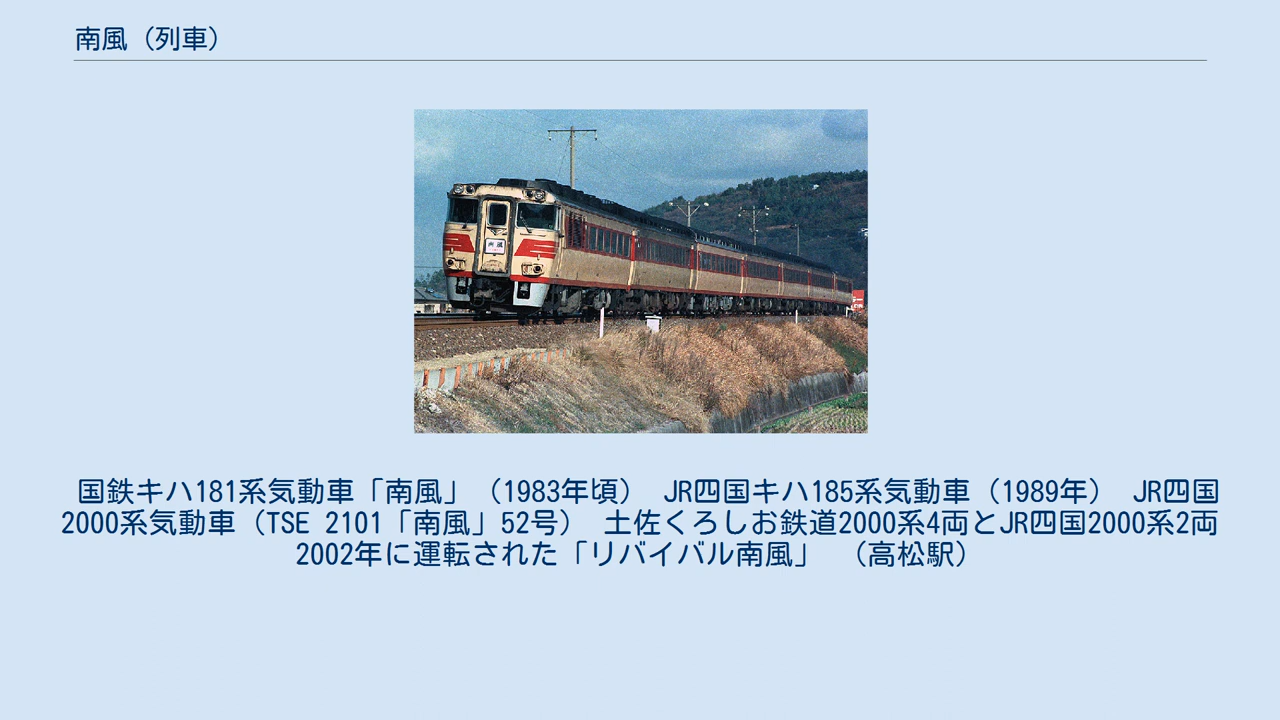 南風（列車）
南風
国鉄キハ181系気動車「南風」（1983年頃） JR四国キハ185系気動車（1989年） JR四国
2000系気動車（TSE 2101「南風」52号） 土佐くろしお鉄道2000系4両とJR四国2000系2両
2002年に運転された「リバイバル南風」 （高松駅）